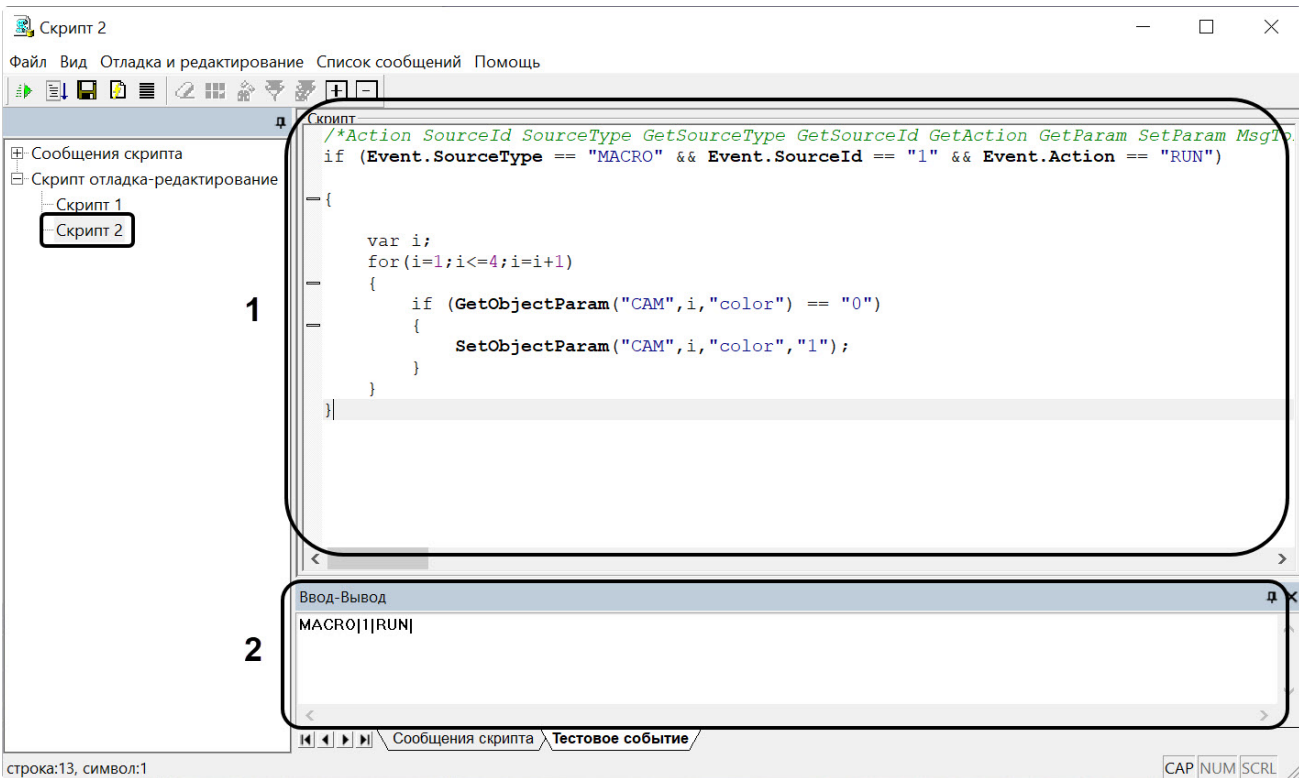 Скрипт 2
Файл Вид Отладка и редактирование Список сообщений Помощь
Скрипт
Сообщения скрипта
Скрипт отладка-редактирование
Скрипт 1
Скрипт 2
/*Action SourceId SourceType GetSourceType GetSourceId GetAction GetParam SetParam MsgTo
if (Event.SourceType == "MACRO" && Event.SourceId == "1" && Event.Action == "RUN")
{
var i;
for(i=1;i<=4;i=i+1)
{
if (GetObjectParam("CAM",i,"color") == "0")
{
SetObjectParam("CAM",i,"color","1");
}
}
}
1
Ввод-Вывод
MACRO|1|RUN|
2
Сообщения скрипта Тестовое событие
строка:13, символ:1 CAP NUM SCRL